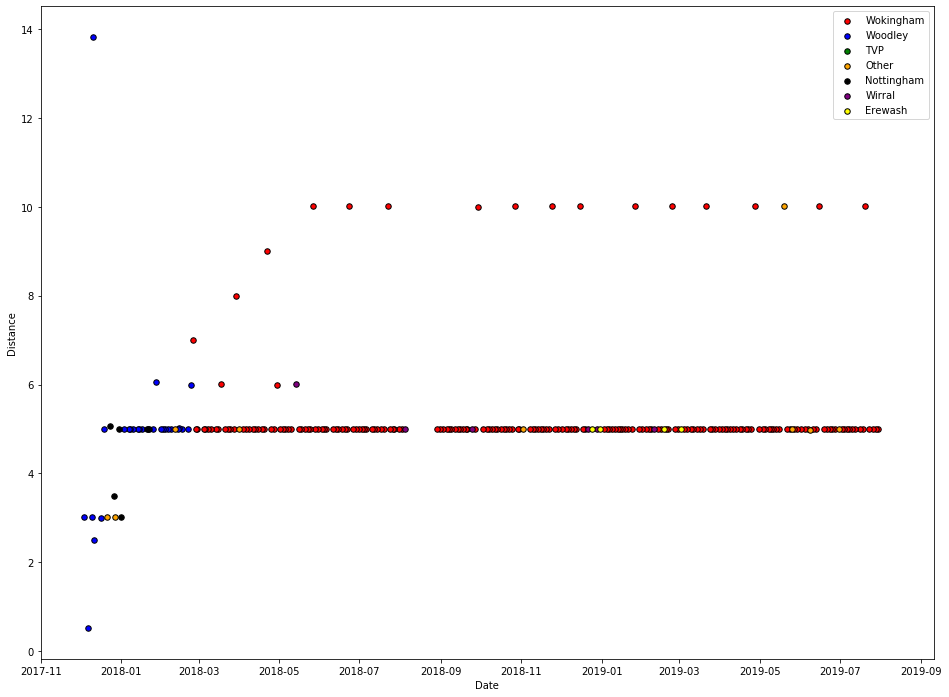 14
12
10
8
6
4
2
0
Distance
2017-11
2018-01
2018-03
2018-05
2018-07
2018-09
2018-11
2019-01
2019-03
2019-05
2019-07
2019-09
Date
Wokingham
Woodley
TVP
Other
Nottingham
Wirral
Erewash